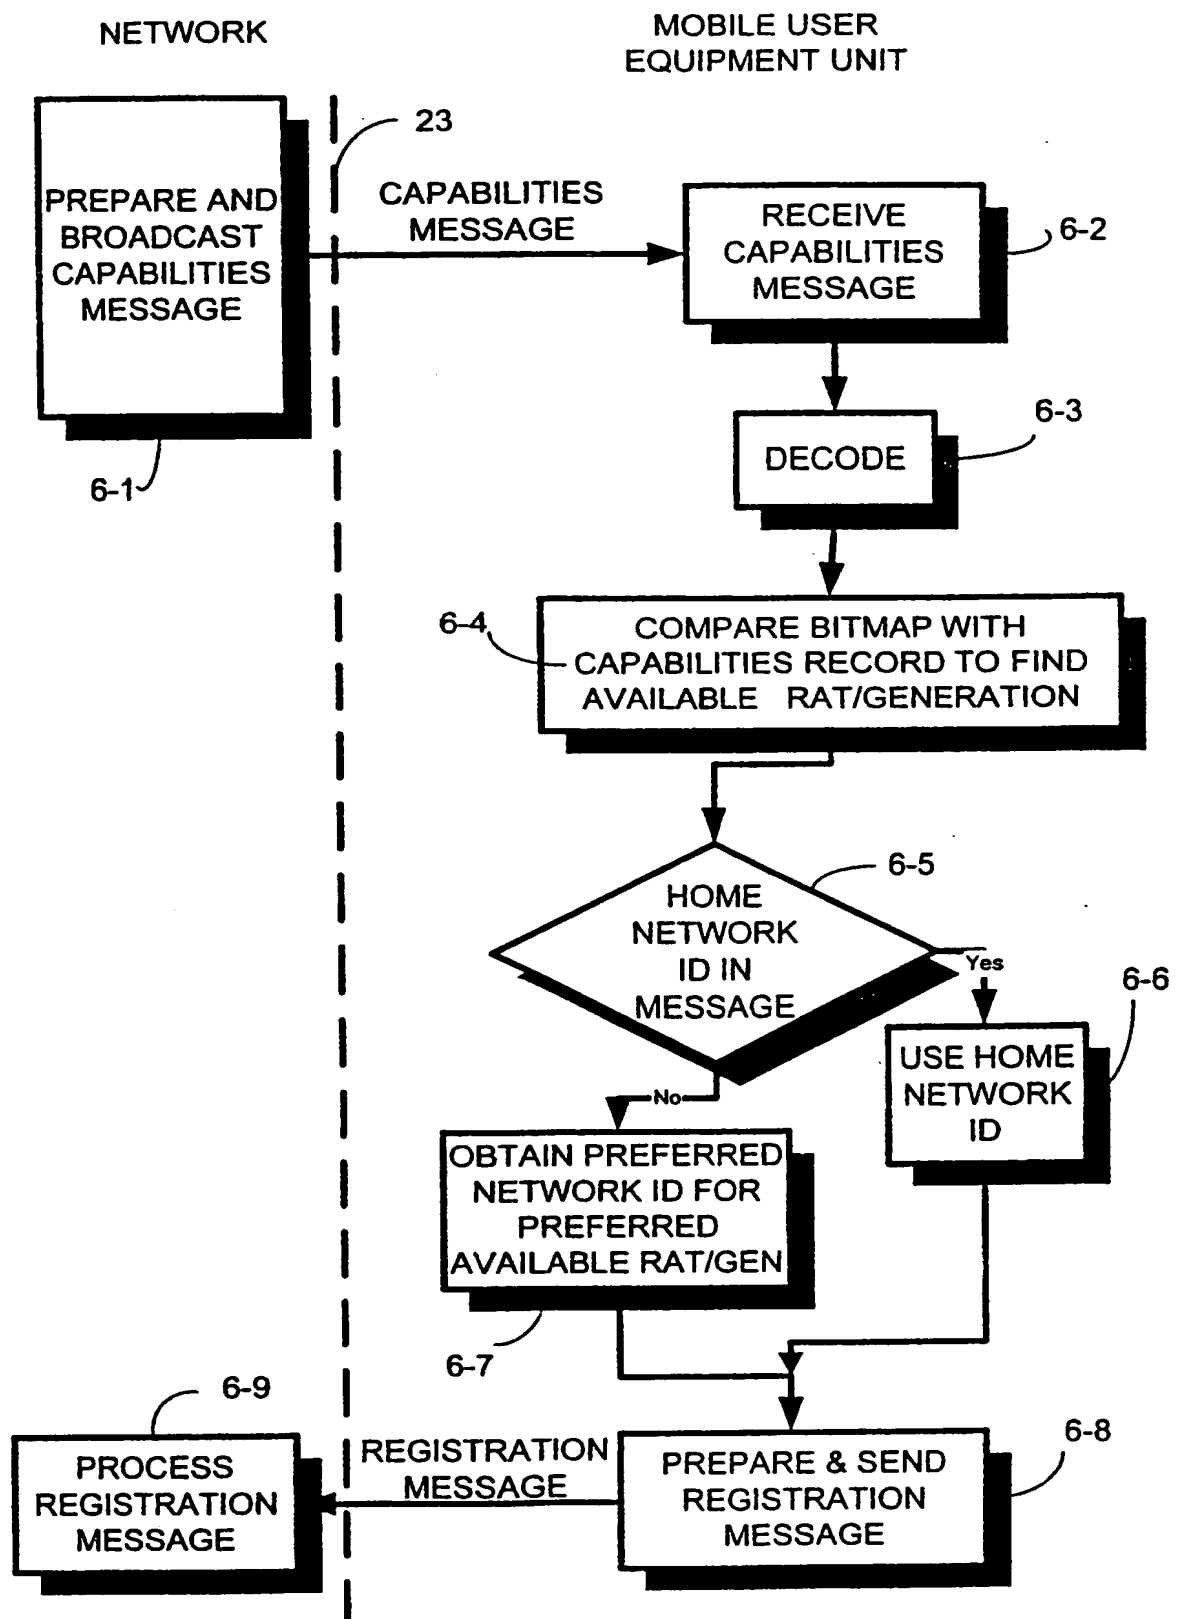 NETWORK
MOBILE USER
EQUIPMENT UNIT
23
PREPARE AND
BROADCAST
CAPABILITIES
MESSAGE
6-1
CAPABILITIES
MESSAGE
RECEIVE
CAPABILITIES
MESSAGE
6-2
DECODE
6-3
6-4
COMPARE BITMAP WITH
CAPABILITIES RECORD TO FIND
AVAILABLE RAT/GENERATION
6-5
HOME
NETWORK
ID IN
MESSAGE
Yes
6-6
USE HOME
NETWORK
ID
No
OBTAIN PREFERRED
NETWORK ID FOR
PREFERRED
AVAILABLE RAT/GEN
6-7
6-8
PREPARE & SEND
REGISTRATION
MESSAGE
REGISTRATION
MESSAGE
6-9
PROCESS
REGISTRATION
MESSAGE